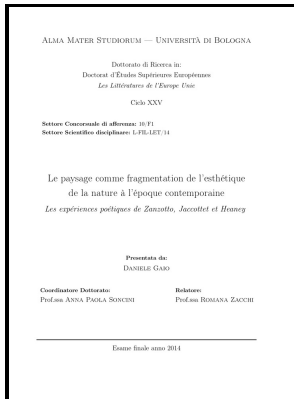 ALMA MATER STUDIORUM — UNIVERSITÀ DI BOLOGNA
Dottorato di Ricerca in:
Doctorat d'Études Supérieures Européennes
Les Littératures de l'Europe Unie
Ciclo XXV
Settore Concorsuale di afferenza: 10/F1
Settore Scientifico disciplinare: L-FIL-LET/14
Le paysage comme fragmentation de l'esthétique
de la nature à l'époque contemporaine
Les expériences poétiques de Zanzotto, Jaccottet et Heaney
Presentata da:
DANIELE GAIO
Coordinatore Dottorato:
Prof.ssa ANNA PAOLA SONCINI
Relatore:
Prof.ssa ROMANA ZACCHI
Esame finale anno 2014